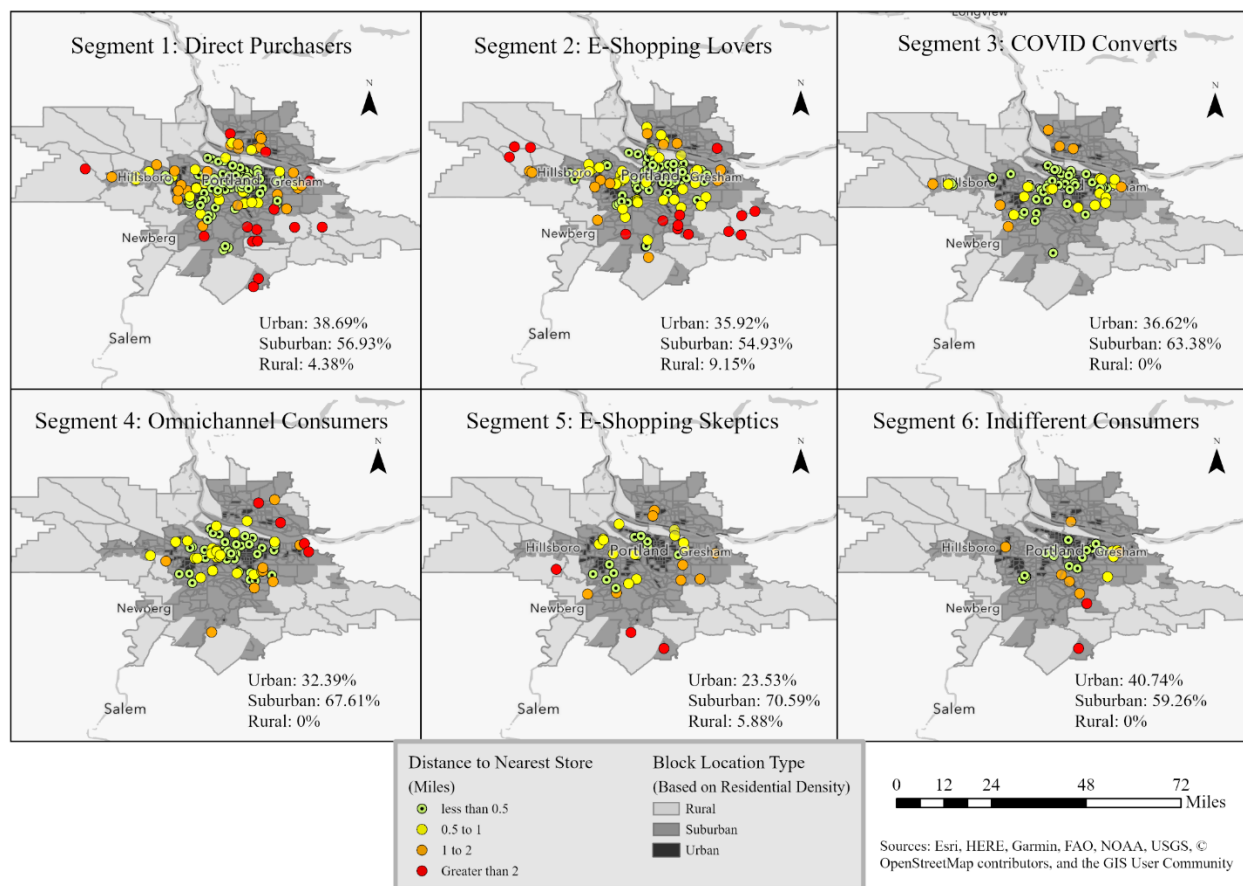 Longview
Segment 1: Direct Purchasers
N
Hillsboro
Portland
Gresham
Newberg
Salem
Urban: 38.69%
Suburban: 56.93%
Rural: 4.38%
Segment 2: E-Shopping Lovers
N
Hillsboro
Portland
Gresham
Newberg
Salem
Urban: 35.92%
Suburban: 54.93%
Rural: 9.15%
Longview
Segment 3: COVID Converts
N
Hillsboro
ham
Newberg
Salem
Urban: 36.62%
Suburban: 63.38%
Rural: 0%
Segment 4: Omnichannel Consumers
N
Newberg
Salem
Urban: 32.39%
Suburban: 67.61%
Rural: 0%
Segment 5: E-Shopping Skeptics
N
Hillsboro
Portland
Gresham
Newberg
Salem
Urban: 23.53%
Suburban: 70.59%
Rural: 5.88%
Segment 6: Indifferent Consumers
N
Hillsboro
Portland
Gresham
Newberg
Salem
Urban: 40.74%
Suburban: 59.26%
Rural: 0%
Distance to Nearest Store
(Miles)
less than 0.5
0.5 to 1
1 to 2
Greater than 2
Block Location Type
(Based on Residential Density)
Rural
Suburban
Urban
0 12 24 48 72
Miles
Sources: Esri, HERE, Garmin, FAO, NOAA, USGS, ©
OpenStreetMap contributors, and the GIS User Community